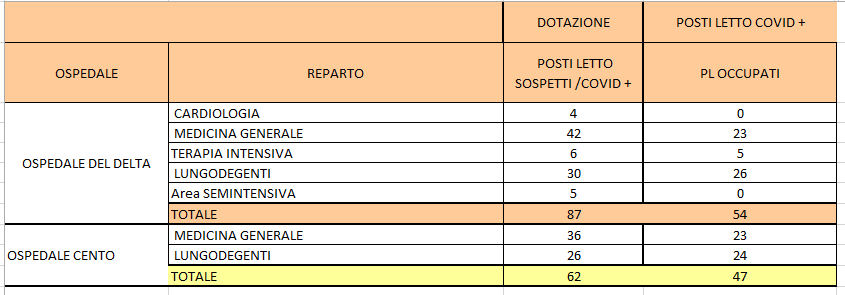 DOTAZIONE POSTI LETTO COVID +
OSPEDALE REPARTO POSTI LETTO SOSPETTI /COVID + PL OCCUPATI
CARDIOLOGIA 4 0
MEDICINA GENERALE 42 23
TERAPIA INTENSIVA 6 5
OSPEDALE DEL DELTA LUNGODEGENTI 30 26
Area SEMINTENSIVA 5 0
TOTALE 87 54
MEDICINA GENERALE 36 23
OSPEDALE CENTO LUNGODEGENTI 26 24
TOTALE 62 47